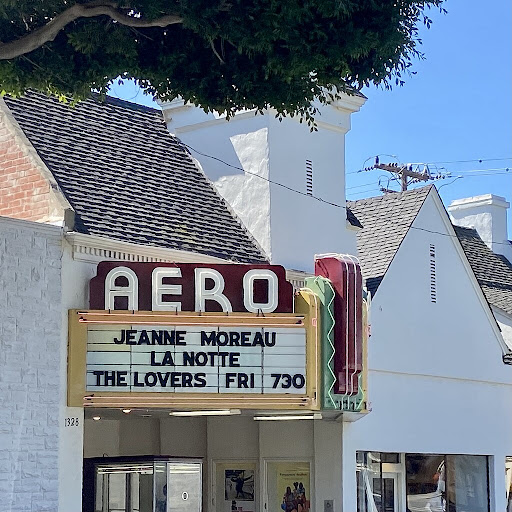 AERO
JEANNE MOREAU
LA NOTTE
THE LOVERS FRI 730
1328